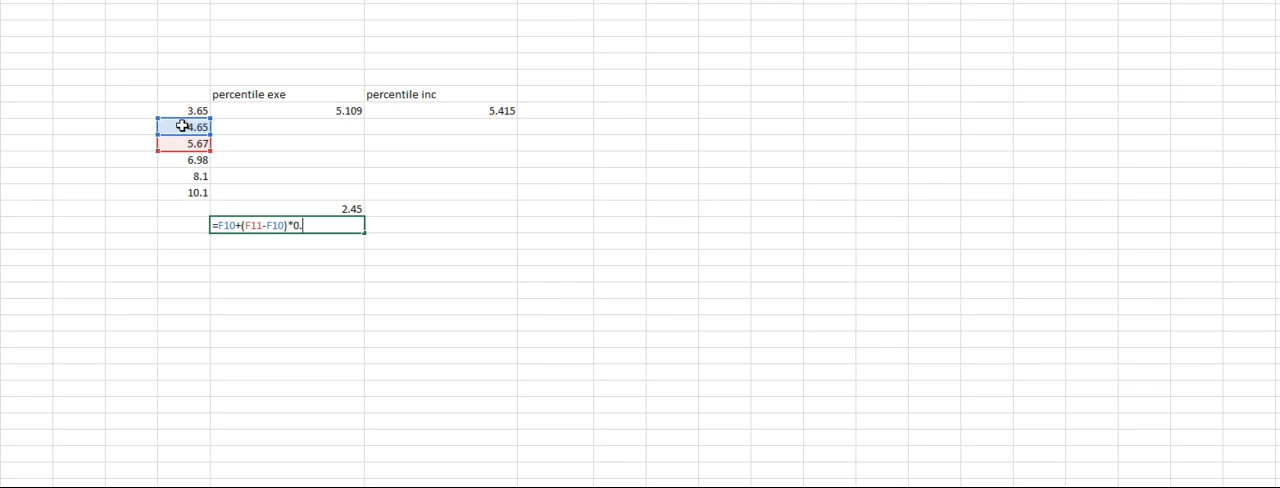 percentile exe percentile inc
3.65 5.109 5.415
4.65
5.67
6.98
8.1
10.1
2.45
=F10+(F11-F10)*0.